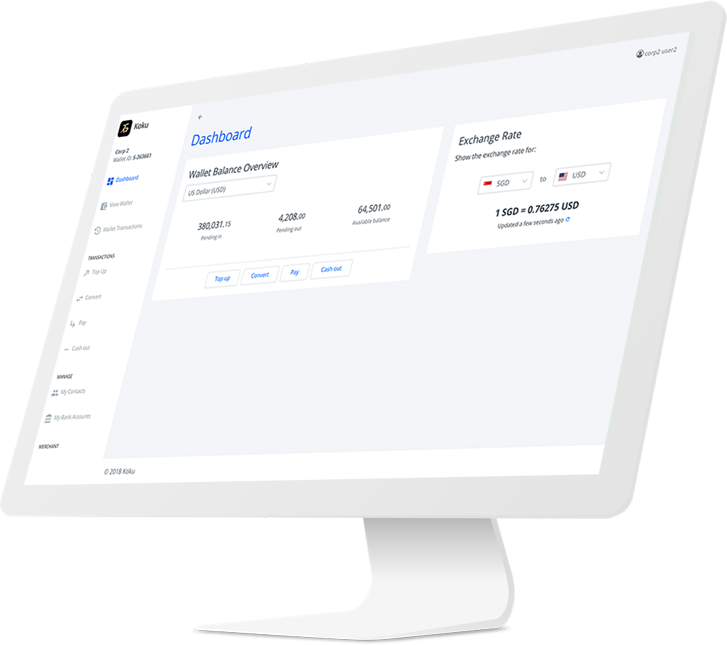 corp2 user2
Koku
Corp 2
Wallet ID: S-263661
Dashboard
View Wallet
Wallet Transactions
TRANSACTIONS
Top Up
Convert
Pay
Cash out
MANAGE
My Contacts
My Bank Accounts
MERCHANT
Dashboard
Wallet Balance Overview
US Dollar (USD)
380,031.15
Pending in
4,208.00
Pending out
64,501.00
Available balance
Top up
Convert
Pay
Cash out
Exchange Rate
Show the exchange rate for:
SGD to USD
1 SGD = 0.76275 USD
Updated a few seconds ago
© 2018 Koku